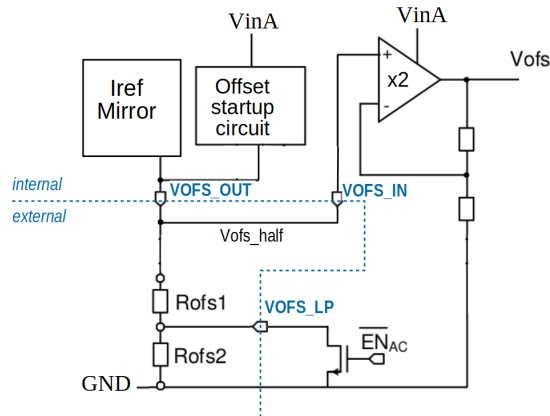 VinA
VinA
Iref
Mirror
Offset
startup
circuit
+
x2
-
Vofs
internal
VOFS_OUT
VOFS_IN
external
Vofs_half
Rofs1
VOFS_LP
Rofs2
EN̅AC
GND